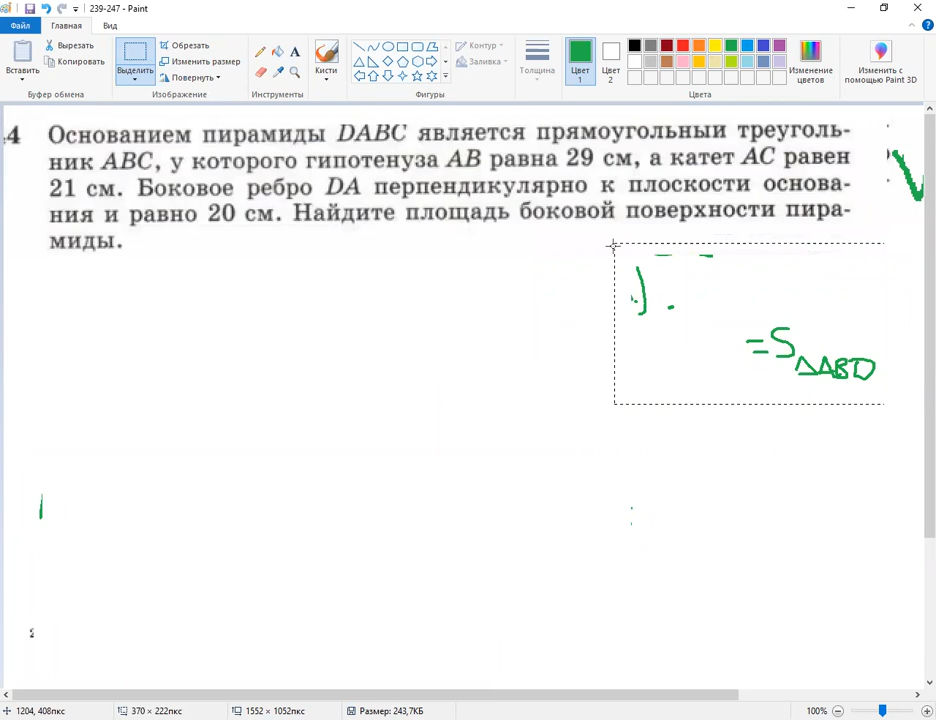 239-247 - Paint
Файл Главная Вид
Вставить
Вырезать
Копировать
Буфер обмена
Выделить
Обрезать
Изменить размер
Повернуть
Изображение
A
Инструменты
Кисти
Контур
Заливка
Фигуры
Толщина
Цвет 1
Цвет 2
Цвета
Изменение цветов
Изменить с помощью Paint 3D
4 Основанием пирамиды DABC является прямоугольный треуголь-
ник ABC, у которого гипотенуза AB равна 29 см, а катет AC равен
21 см. Боковое ребро DA перпендикулярно к плоскости основа-
ния и равно 20 см. Найдите площадь боковой поверхности пира-
миды.
=S△ABD
1204, 408пкс 370 × 222пкс 1552 × 1052пкс Размер: 243,7КБ 100%